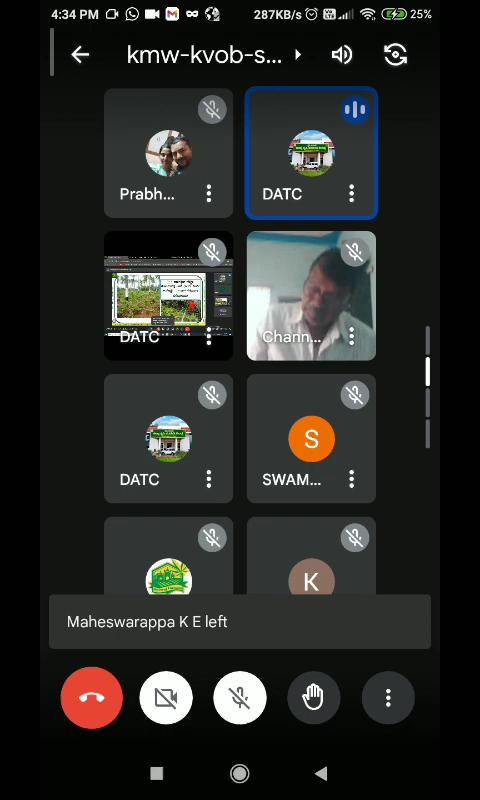 4:34 PM
287KB/s
25%
kmw-kvob-s...
Prabh...
DATC
DATC
Chann...
DATC
S
SWAM...
K
Maheswarappa K E left